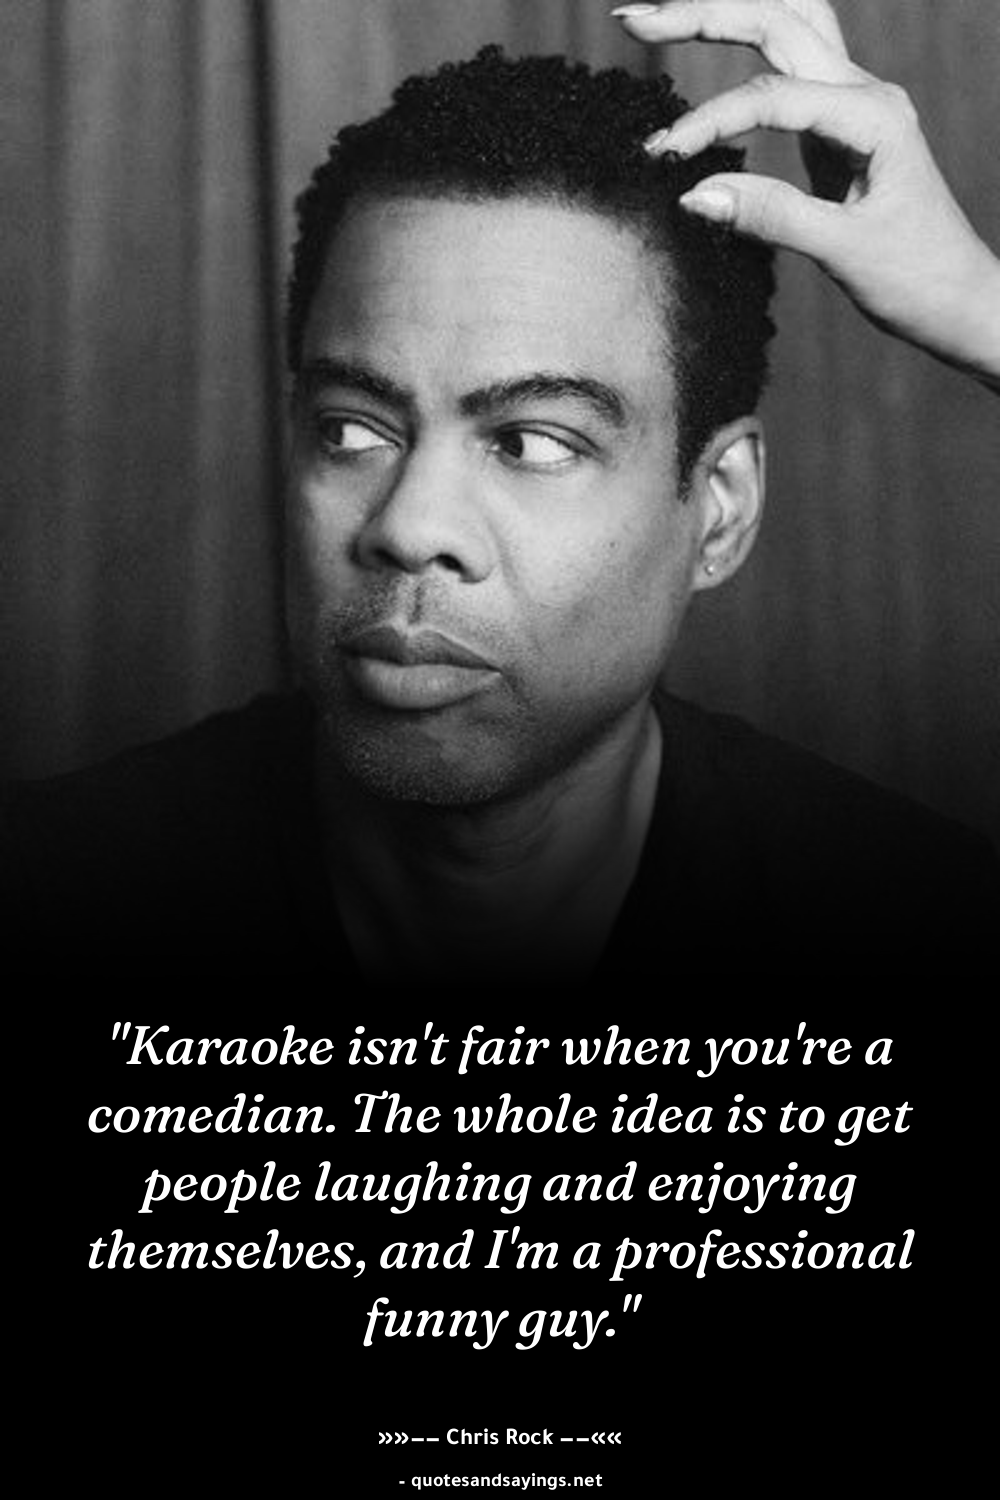 "Karaoke isn't fair when you're a
comedian. The whole idea is to get
people laughing and enjoying
themselves, and I'm a professional
funny guy."
»»–– Chris Rock ––««
- quotesandsayings.net